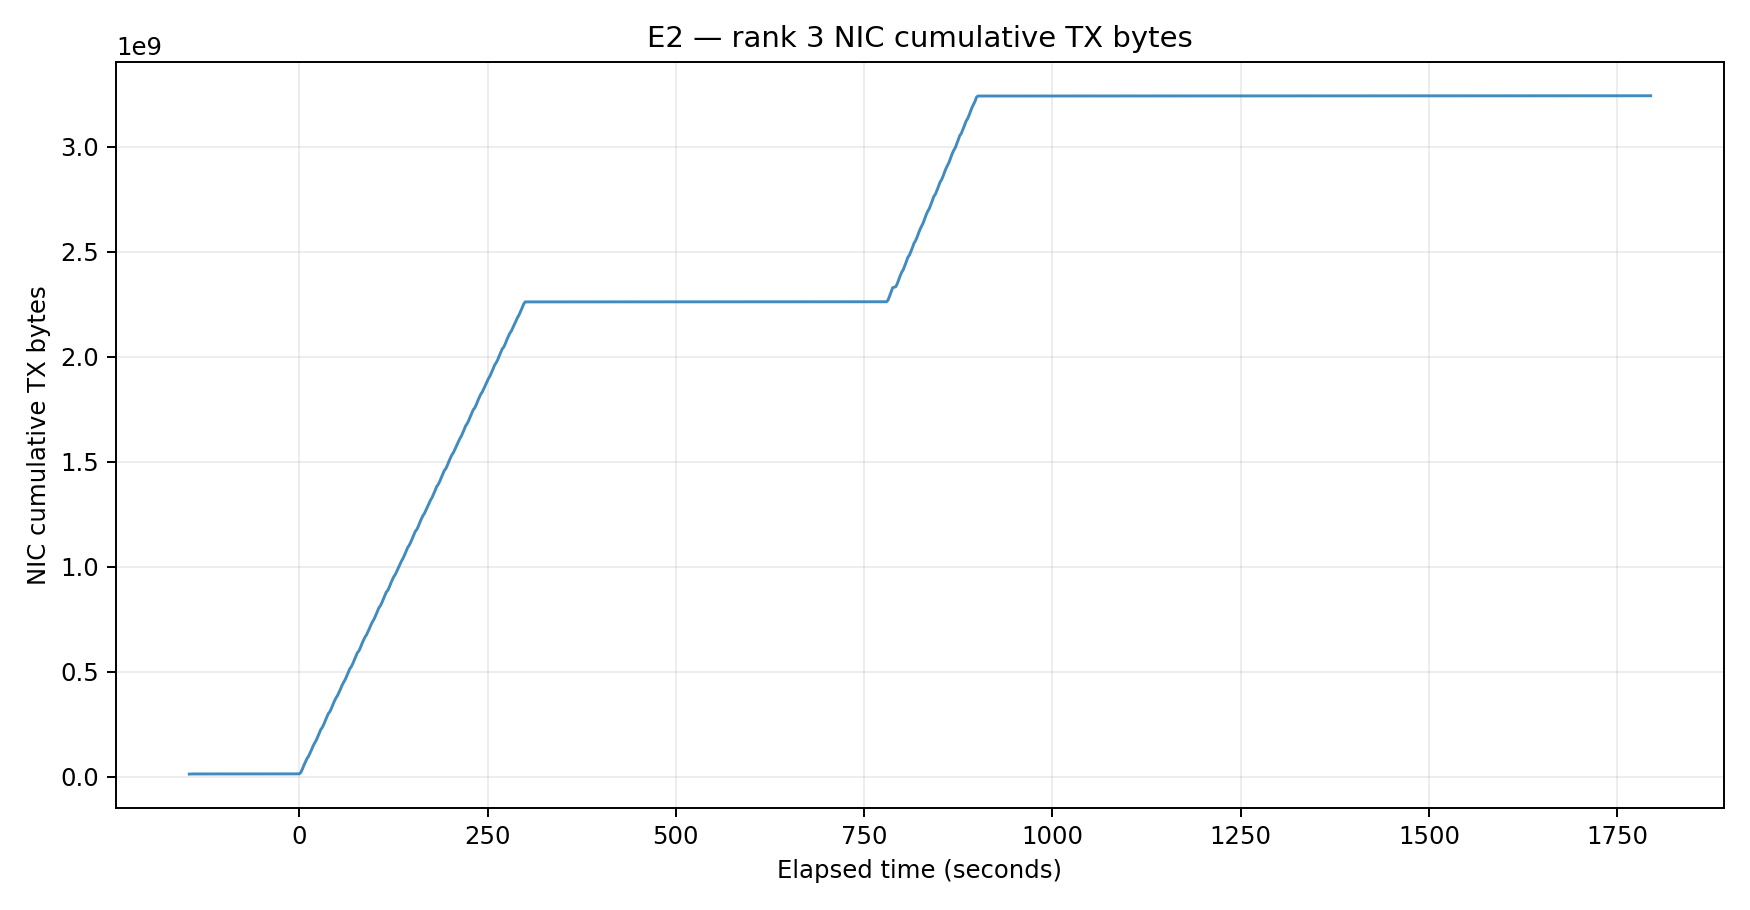 E2 — rank 3 NIC cumulative TX bytes
1e9
3.0
2.5
2.0
1.5
1.0
0.5
0.0
NIC cumulative TX bytes
0 250 500 750 1000 1250 1500 1750
Elapsed time (seconds)